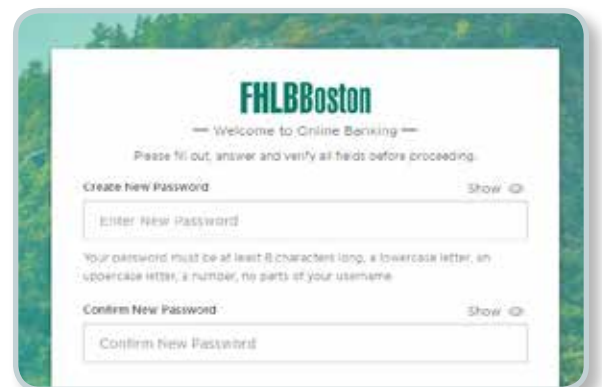 FHLBBoston
— Welcome to Online Banking —
Please fill out, answer and verify all fields before proceeding.
Create New Password Show
Enter New Password
Your password must be at least 8 characters long, a lowercase letter, an
uppercase letter, a number, no parts of your username.
Confirm New Password Show
Confirm New Password